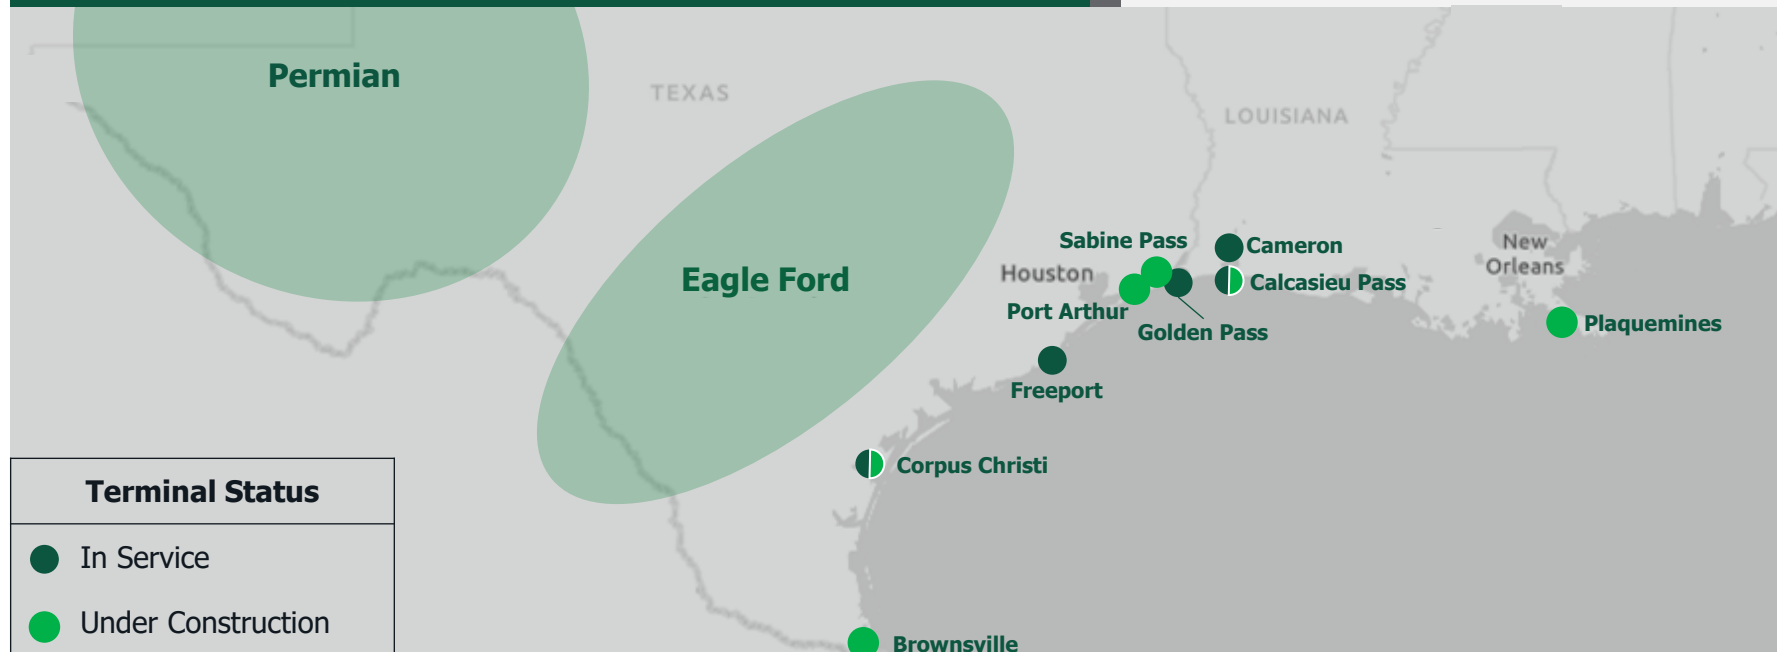 Permian
TEXAS
LOUISIANA
Sabine Pass
Cameron
New
Orleans
Houston
Eagle Ford
Calcasieu Pass
Port Arthur
Golden Pass
Plaquemines
Freeport
Corpus Christi
Terminal Status
In Service
Under Construction
Brownsville